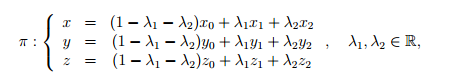 x = (1 − λ₁ − λ₂)x₀ + λ₁x₁ + λ₂x₂
π : { y = (1 − λ₁ − λ₂)y₀ + λ₁y₁ + λ₂y₂ , λ₁, λ₂ ∈ ℝ,
z = (1 − λ₁ − λ₂)z₀ + λ₁z₁ + λ₂z₂